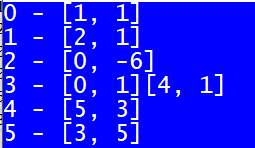 0 - [1, 1]
1 - [2, 1]
2 - [0, -6]
3 - [0, 1][4, 1]
4 - [5, 3]
5 - [3, 5]